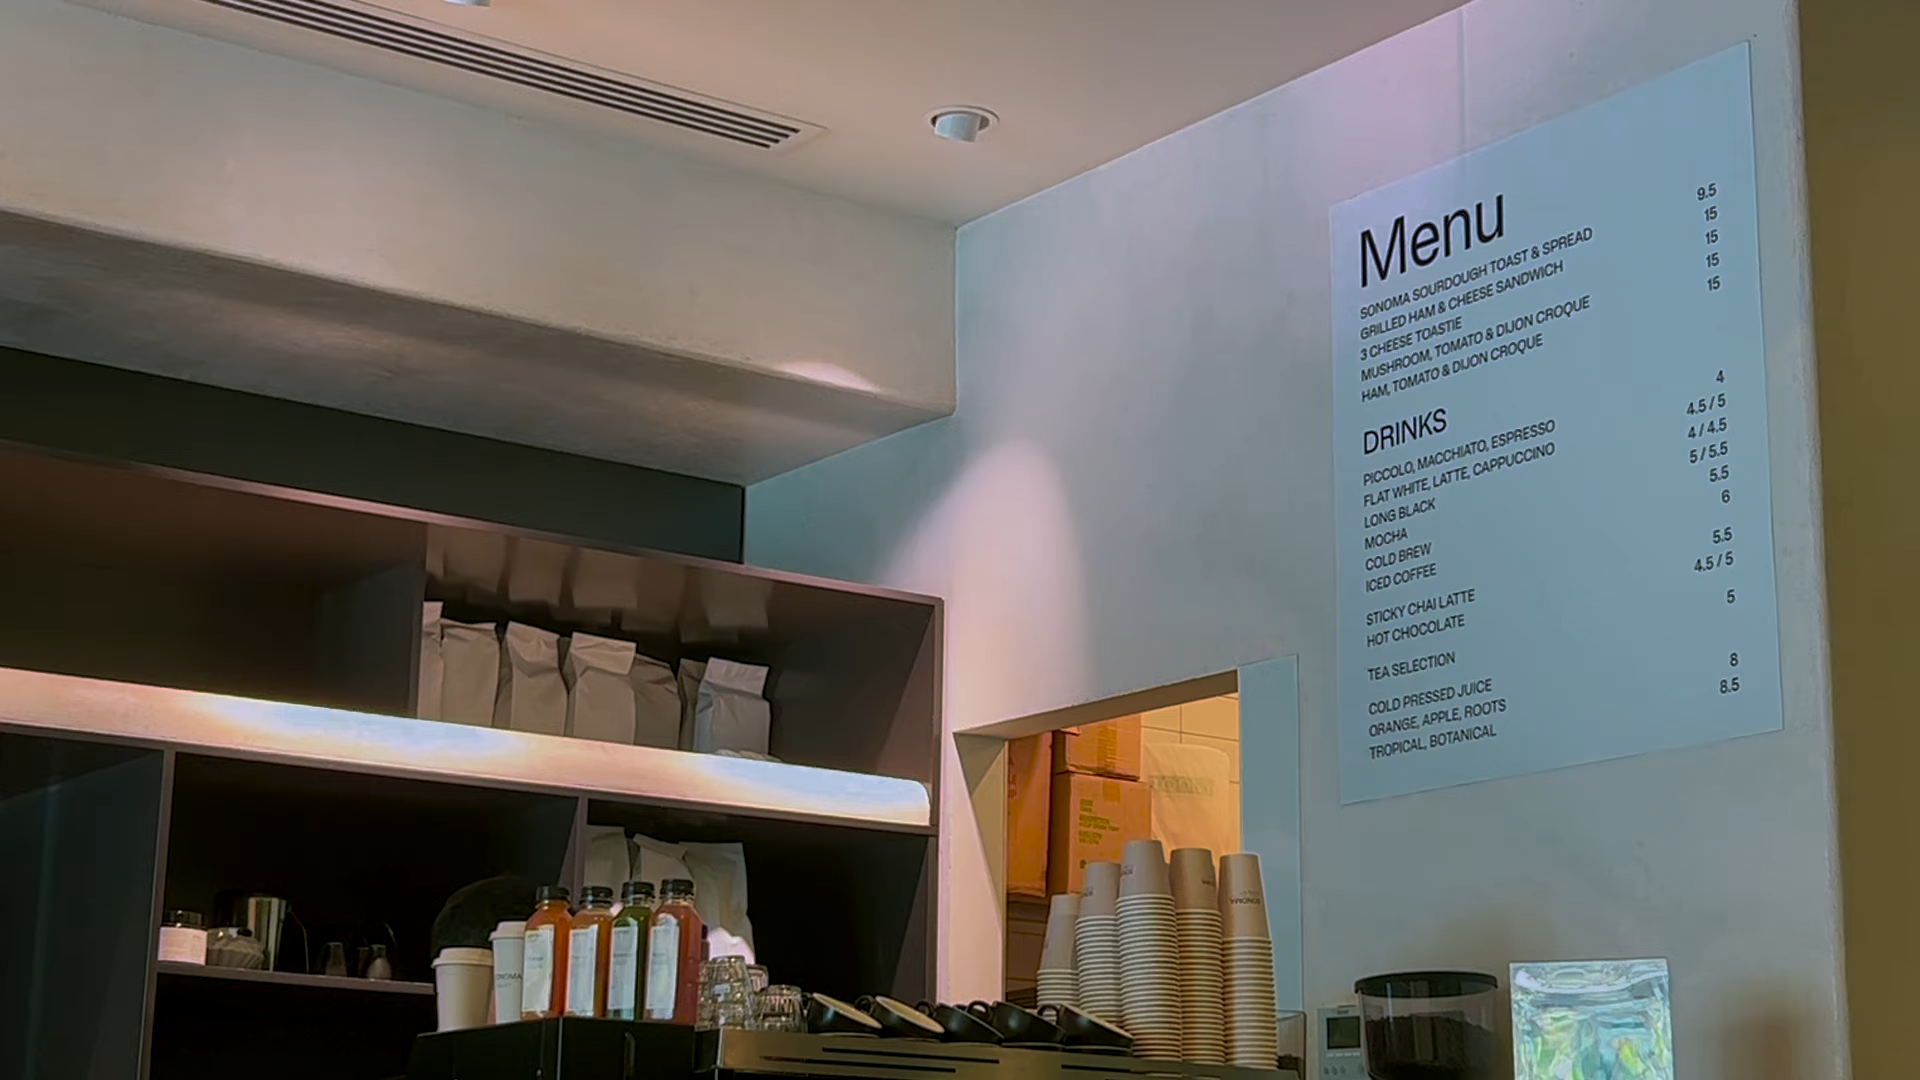 Menu
SONOMA SOURDOUGH TOAST & SPREAD 9.5
GRILLED HAM & CHEESE SANDWICH 15
3 CHEESE TOASTIE 15
MUSHROOM, TOMATO & DIJON CROQUE 15
HAM, TOMATO & DIJON CROQUE 15
DRINKS
PICCOLO, MACCHIATO, ESPRESSO 4
FLAT WHITE, LATTE, CAPPUCCINO 4.5 / 5
LONG BLACK 4 / 4.5
MOCHA 5 / 5.5
COLD BREW 5.5
ICED COFFEE 6
STICKY CHAI LATTE 5.5
HOT CHOCOLATE 4.5 / 5
TEA SELECTION 5
COLD PRESSED JUICE
ORANGE, APPLE, ROOTS 8
TROPICAL, BOTANICAL 8.5
SONOMA